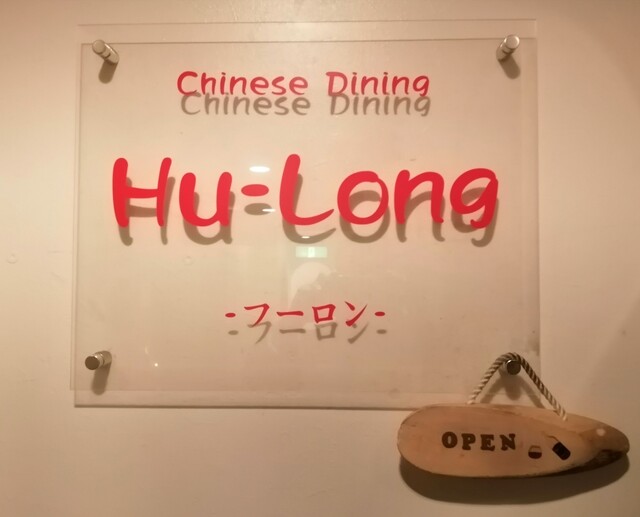 Chinese Dining
Hu=Long
-フーロン-
OPEN